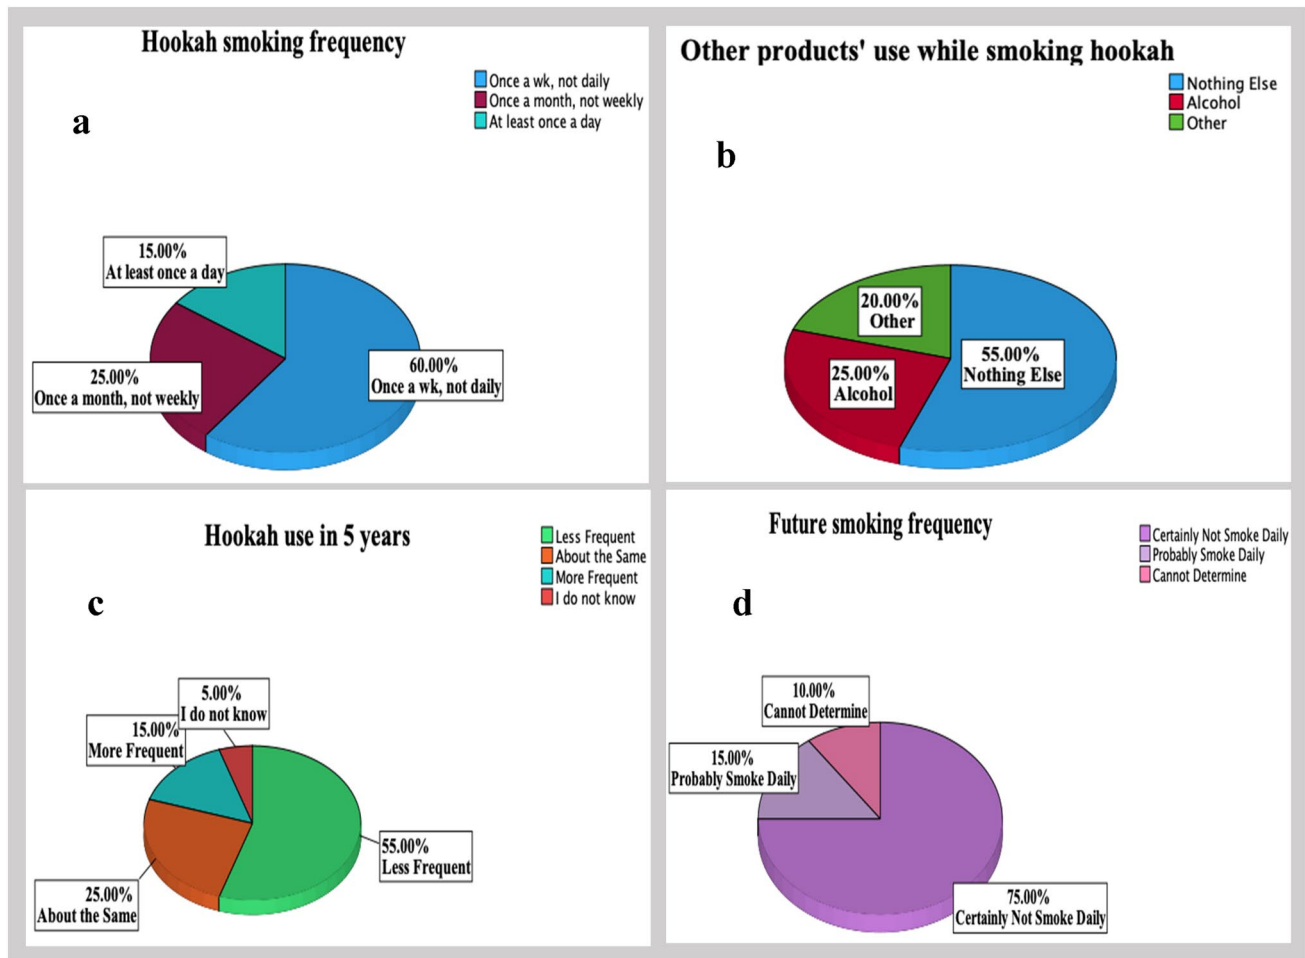 Hookah smoking frequency
Once a wk, not daily
Once a month, not weekly
At least once a day
a
15.00%
At least once a day
25.00%
Once a month, not weekly
60.00%
Once a wk, not daily
Other products' use while smoking hookah
Nothing Else
Alcohol
Other
b
20.00%
Other
55.00%
Nothing Else
25.00%
Alcohol
Hookah use in 5 years
Less Frequent
About the Same
More Frequent
I do not know
c
5.00%
I do not know
15.00%
More Frequent
55.00%
Less Frequent
25.00%
About the Same
Future smoking frequency
Certainly Not Smoke Daily
Probably Smoke Daily
Cannot Determine
d
10.00%
Cannot Determine
15.00%
Probably Smoke Daily
75.00%
Certainly Not Smoke Daily